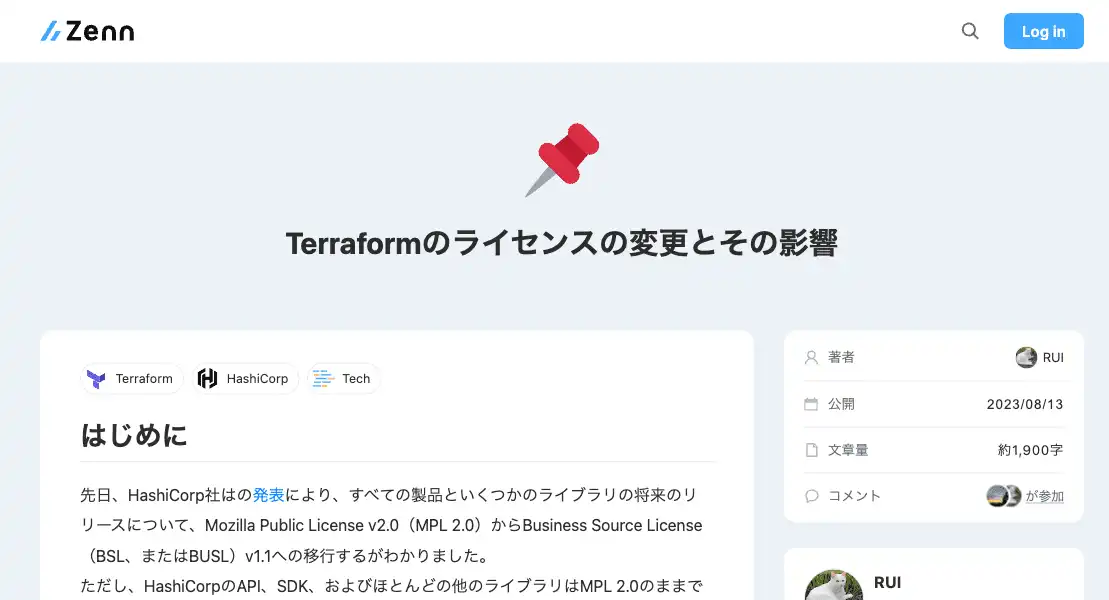 Zenn
Log in
Terraformのライセンスの変更とその影響
Terraform
HashiCorp
Tech
はじめに
先日、HashiCorp社はの発表により、すべての製品といくつかのライブラリの将来のリ
リースについて、Mozilla Public License v2.0（MPL 2.0）からBusiness Source License
（BSL、またはBUSL）v1.1への移行するがわかりました。
ただし、HashiCorpのAPI、SDK、およびほとんどの他のライブラリはMPL 2.0のままで
著者
RUI
公開
2023/08/13
文章量
約1,900字
コメント
が参加
RUI